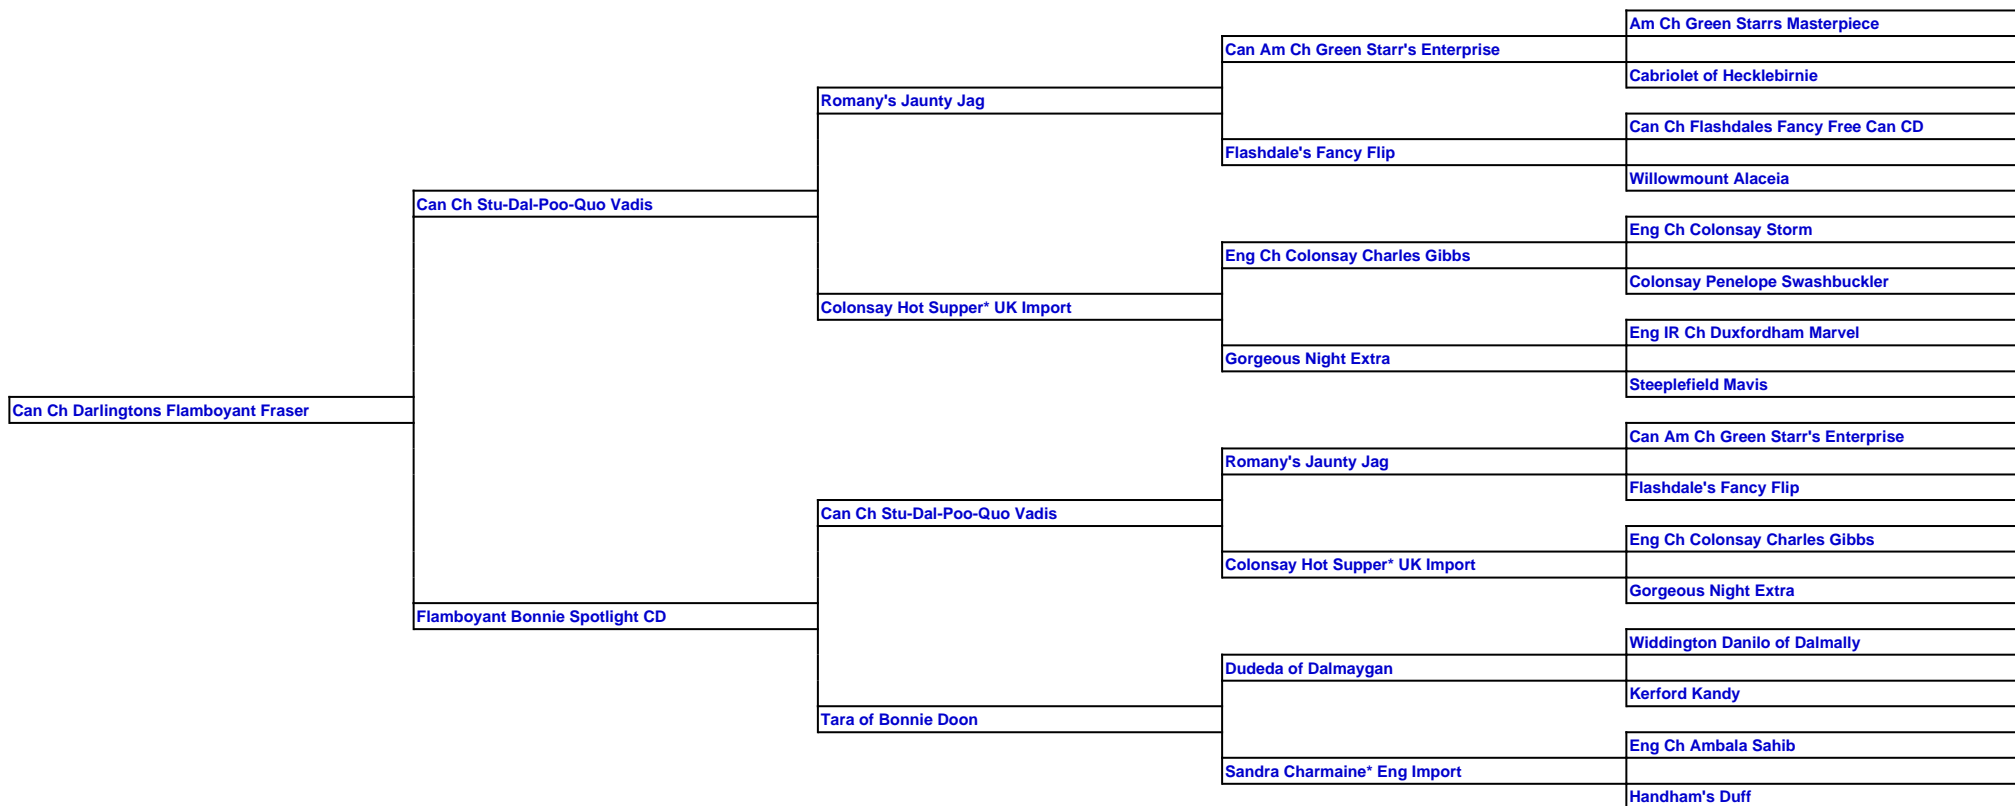 Am Ch Green Starrs Masterpiece
Can Am Ch Green Starr's Enterprise
Cabriolet of Hecklebirnie
Romany's Jaunty Jag
Can Ch Flashdales Fancy Free Can CD
Flashdale's Fancy Flip
Willowmount Alaceia
Can Ch Stu-Dal-Poo-Quo Vadis
Eng Ch Colonsay Storm
Eng Ch Colonsay Charles Gibbs
Colonsay Penelope Swashbuckler
Colonsay Hot Supper* UK Import
Eng IR Ch Duxfordham Marvel
Gorgeous Night Extra
Steeplefield Mavis
Can Ch Darlingtons Flamboyant Fraser
Can Am Ch Green Starr's Enterprise
Romany's Jaunty Jag
Flashdale's Fancy Flip
Can Ch Stu-Dal-Poo-Quo Vadis
Eng Ch Colonsay Charles Gibbs
Colonsay Hot Supper* UK Import
Gorgeous Night Extra
Flamboyant Bonnie Spotlight CD
Widdington Danilo of Dalmally
Dudeda of Dalmaygan
Kerford Kandy
Tara of Bonnie Doon
Eng Ch Ambala Sahib
Sandra Charmaine* Eng Import
Handham's Duff